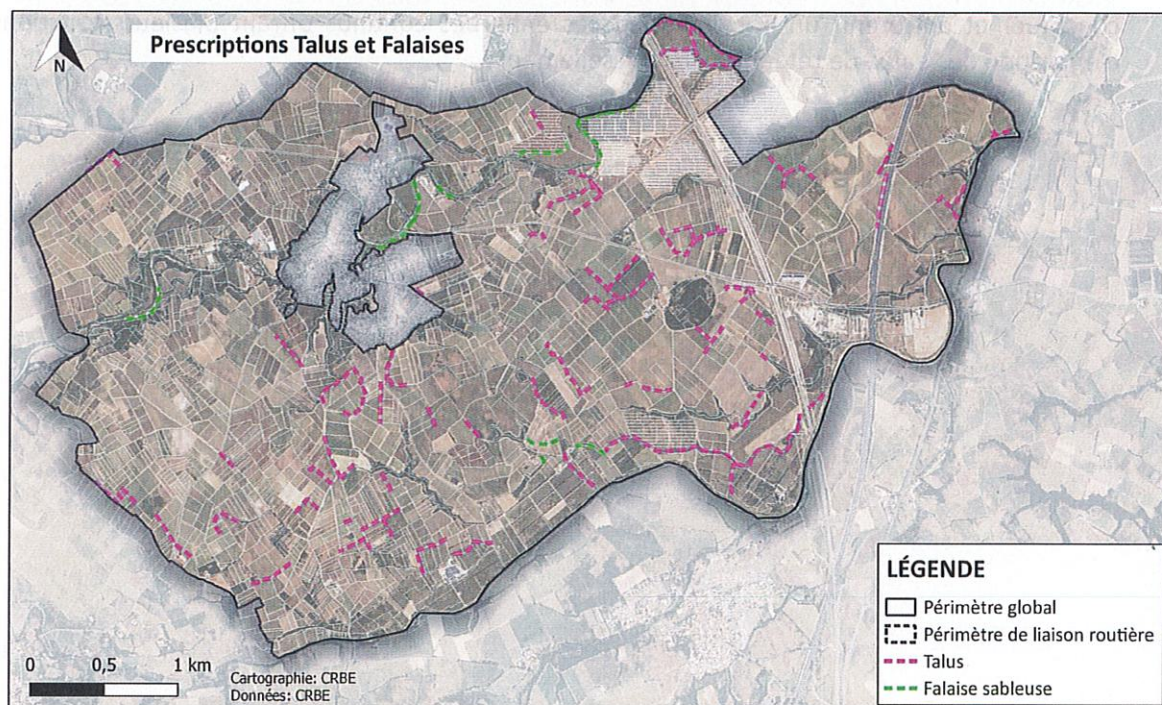 Prescriptions Talus et Falaises
N
LÉGENDE
Périmètre global
Périmètre de liaison routière
Talus
Falaise sableuse
0 0,5 1 km
Cartographie: CRBE
Données: CRBE